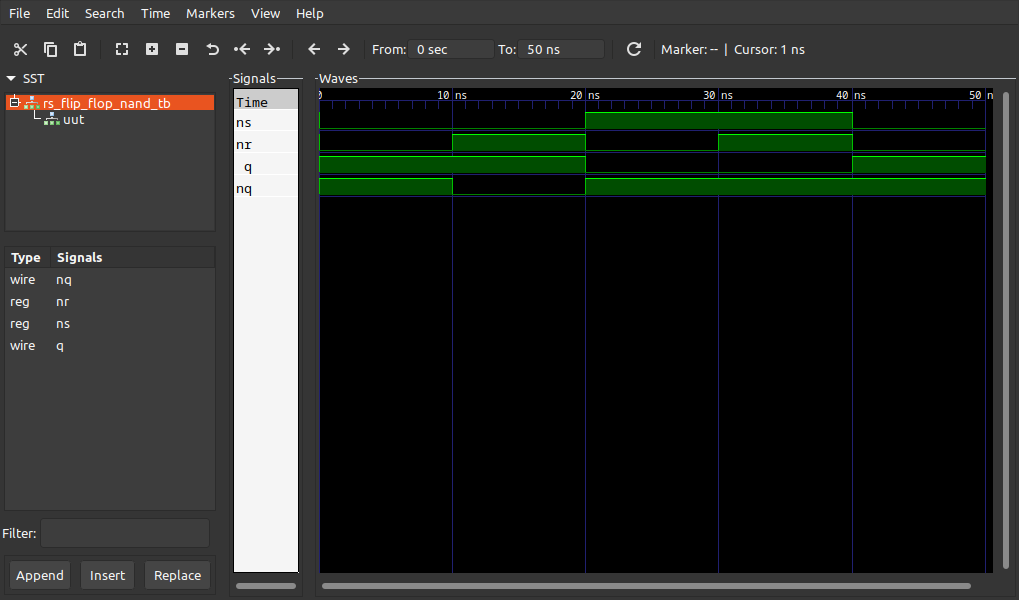 File Edit Search Time Markers View Help
From: 0 sec To: 50 ns Marker: -- | Cursor: 1 ns
SST
rs_flip_flop_nand_tb
uut
Type Signals
wire nq
reg nr
reg ns
wire q
Filter:
Append Insert Replace
Signals
Time
ns
nr
q
nq
Waves
0 10 ns 20 ns 30 ns 40 ns 50 n